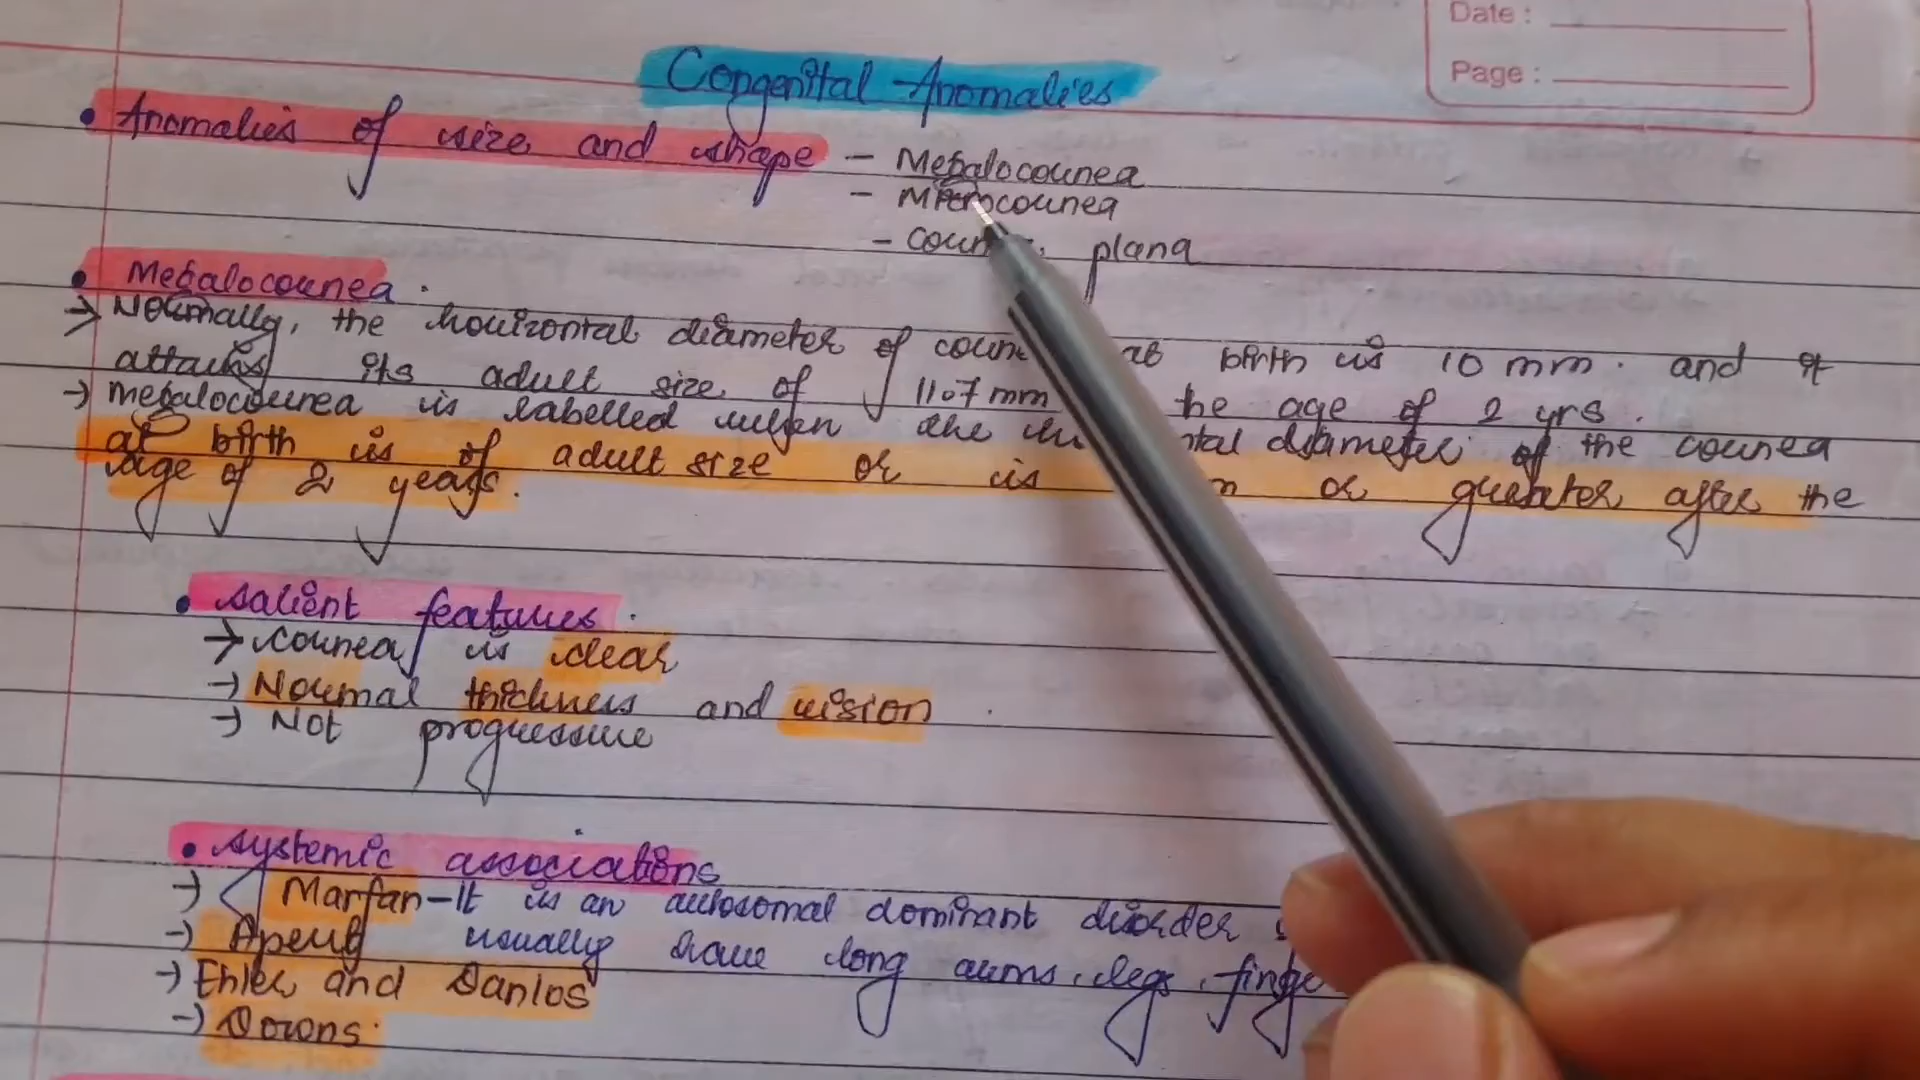 Date :
Page :
Congenital Anomalies
• Anomalies of size and shape - Megalocornea
- Microcornea
- plana
• Megalocornea.
→ Normally, the horizontal diameter of at birth is 10 mm. and it
attains its adult size of 11.7 mm the age of 2 yrs.
→ Megalocornea is labelled when the diameter of the cornea
at birth is of adult size or is or greater after the
age of 2 years.
• salient features.
→ cornea is clear
→ Normal thickness and vision
→ Not progressive
• systemic associations
→ Marfan-It is an autosomal dominant disorder
→ Apert usually have long arms, legs,
→ Ehler and Danlos
→ Downs.